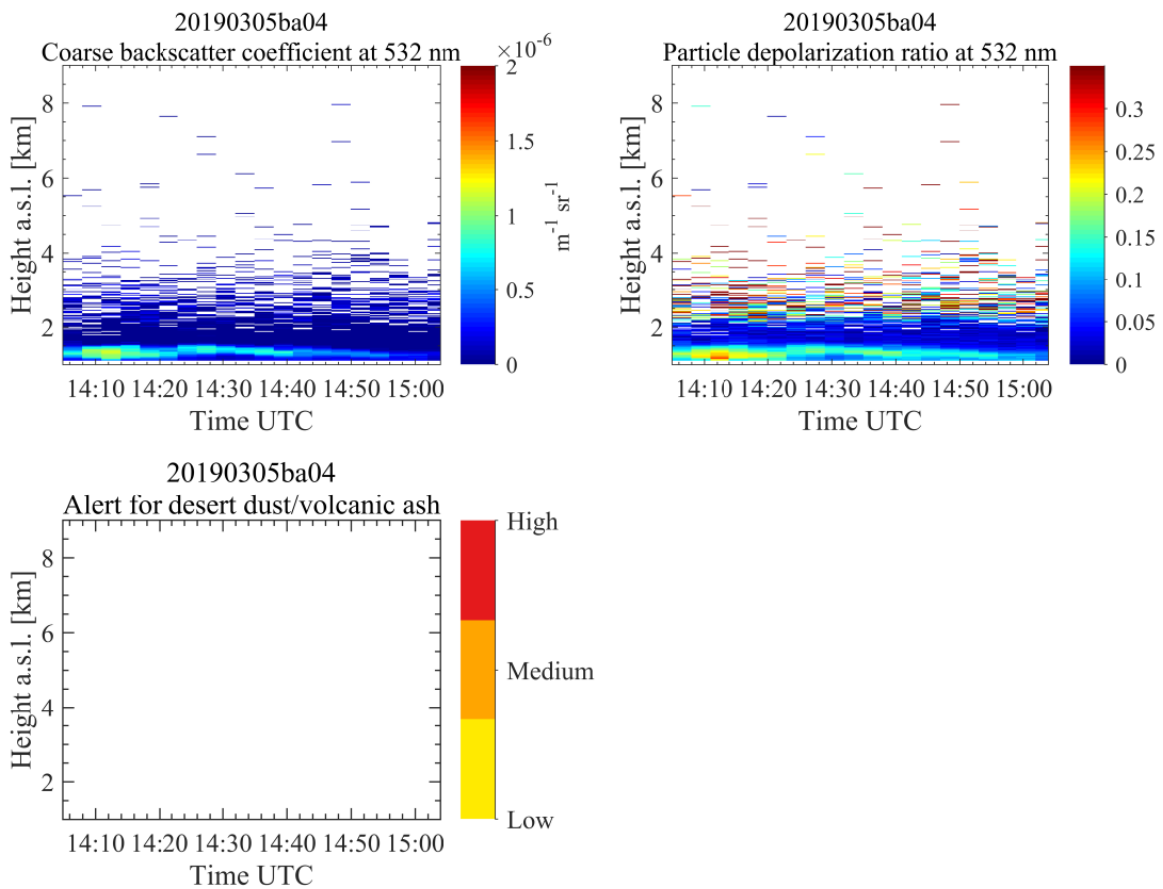 20190305ba04
Coarse backscatter coefficient at 532 nm
×10⁻⁶
Height a.s.l. [km]
8
6
4
2
14:10 14:20 14:30 14:40 14:50 15:00
Time UTC
2
1.5
1
0.5
0
m⁻¹ sr⁻¹
20190305ba04
Particle depolarization ratio at 532 nm
Height a.s.l. [km]
8
6
4
2
14:10 14:20 14:30 14:40 14:50 15:00
Time UTC
0.3
0.25
0.2
0.15
0.1
0.05
0
20190305ba04
Alert for desert dust/volcanic ash
Height a.s.l. [km]
8
6
4
2
14:10 14:20 14:30 14:40 14:50 15:00
Time UTC
High
Medium
Low